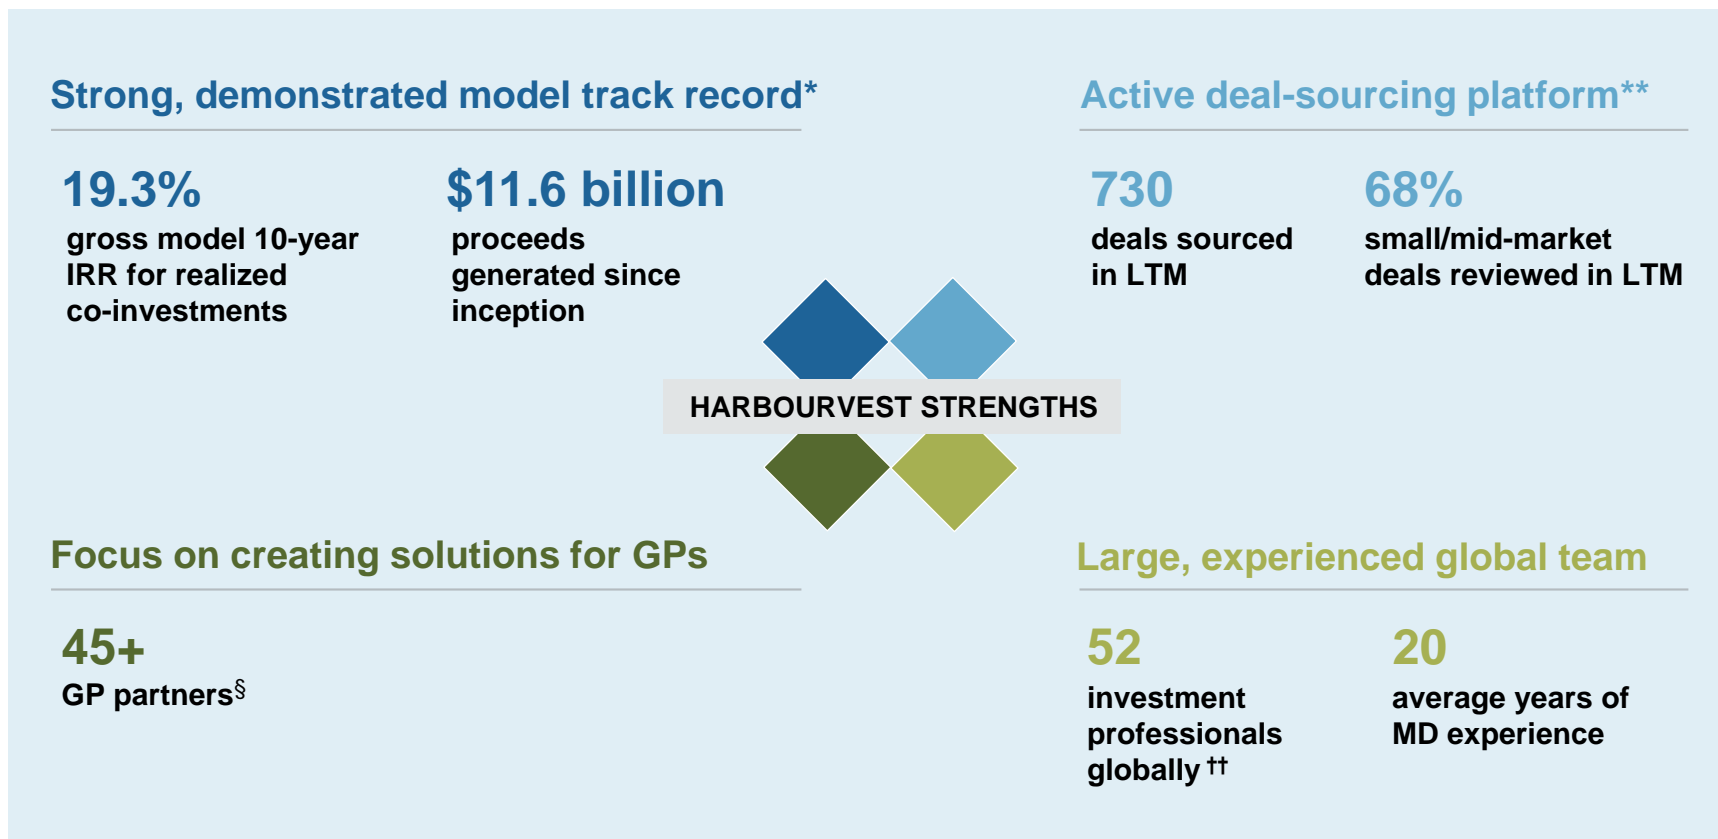 Strong, demonstrated model track record*
19.3%
gross model 10-year
IRR for realized
co-investments
$11.6 billion
proceeds
generated since
inception
Active deal-sourcing platform**
730
deals sourced
in LTM
68%
small/mid-market
deals reviewed in LTM
HARBOURVEST STRENGTHS
Focus on creating solutions for GPs
45+
GP partners§
Large, experienced global team
52
investment
professionals
globally ††
20
average years of
MD experience